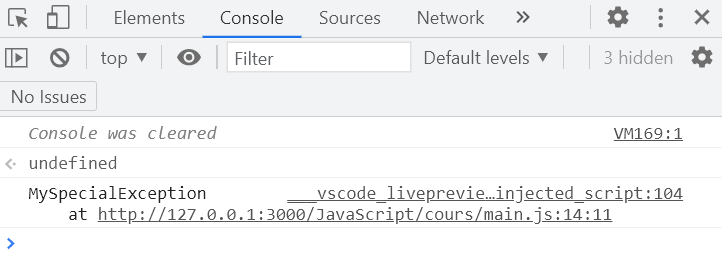 Elements Console Sources Network
top Filter Default levels 3 hidden
No Issues
Console was cleared VM169:1
undefined
MySpecialException ___vscode_liveprevie…injected_script:104
at http://127.0.0.1:3000/JavaScript/cours/main.js:14:11